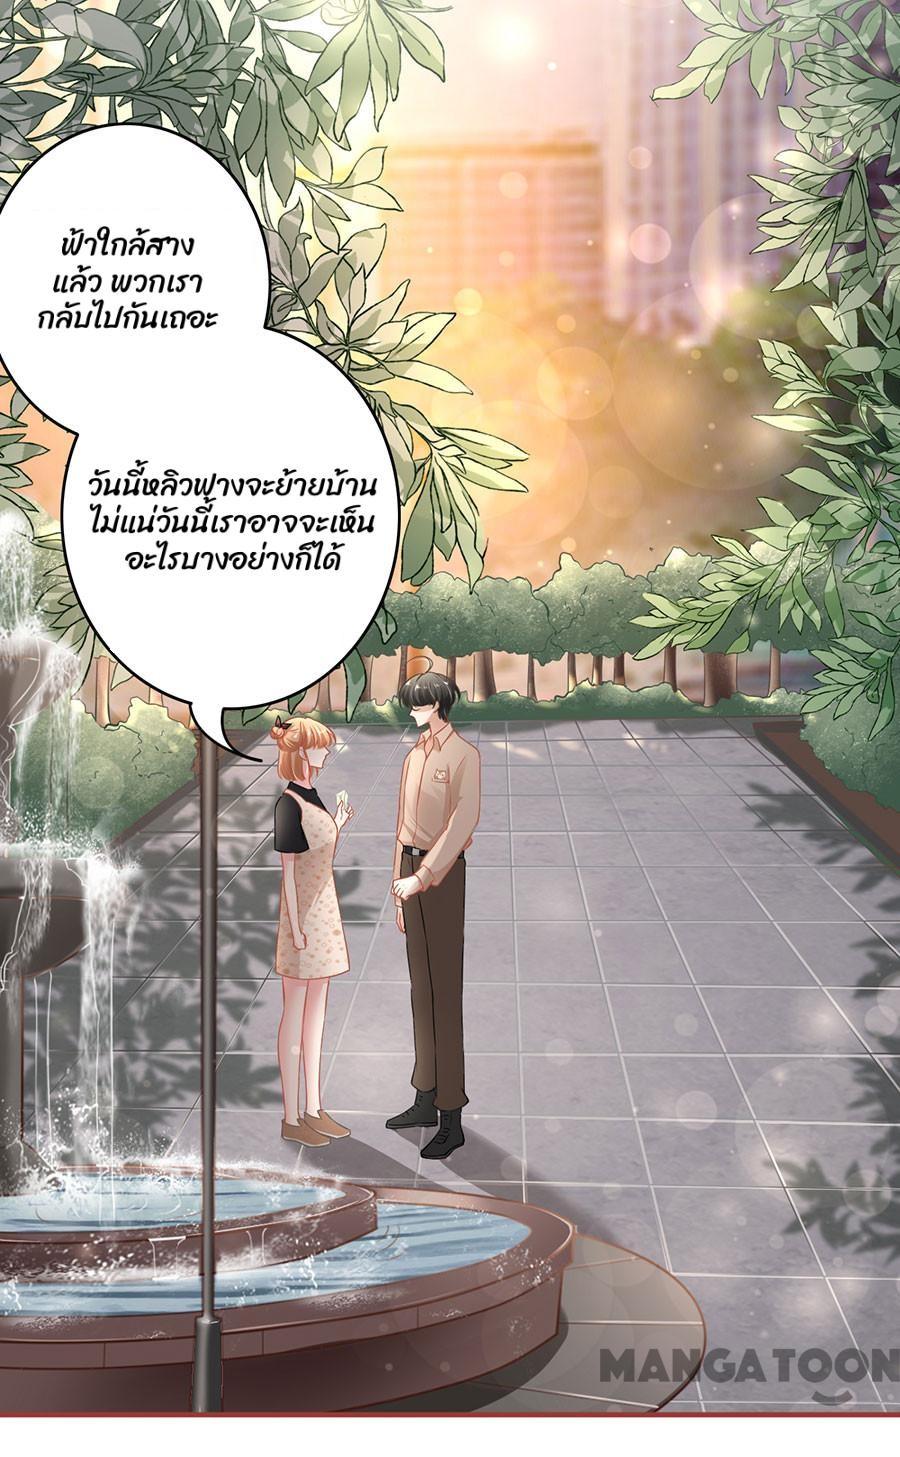 ฟ้าใกล้สาง
แล้ว พวกเรา
กลับไปกันเถอะ
วันนี้หลิวฟางจะย้ายบ้าน
ไม่แน่วันนี้เราอาจจะเห็น
อะไรบางอย่างก็ได้
MANGATOON